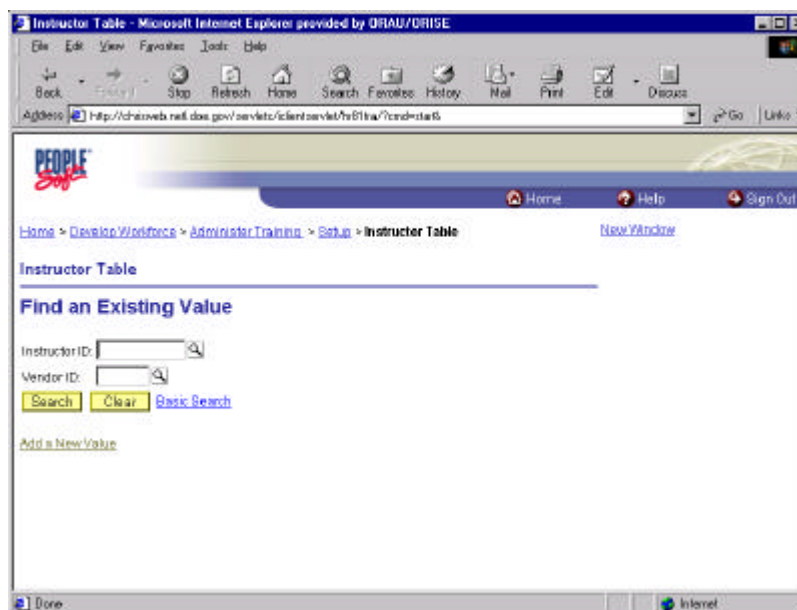 Instructor Table - Microsoft Internet Explorer provided by ORAU/ORISE
File Edit View Favorites Tools Help
Back Forward Stop Refresh Home Search Favorites History Mail Print Edit Discuss
Address Go Links
PEOPLE Soft
Home Help Sign Out
Home > Develop Workforce > Administer Training > Setup > Instructor Table New Window
Instructor Table
Find an Existing Value
Instructor ID:
Vendor ID:
Search Clear Basic Search
Add a New Value
Done Internet